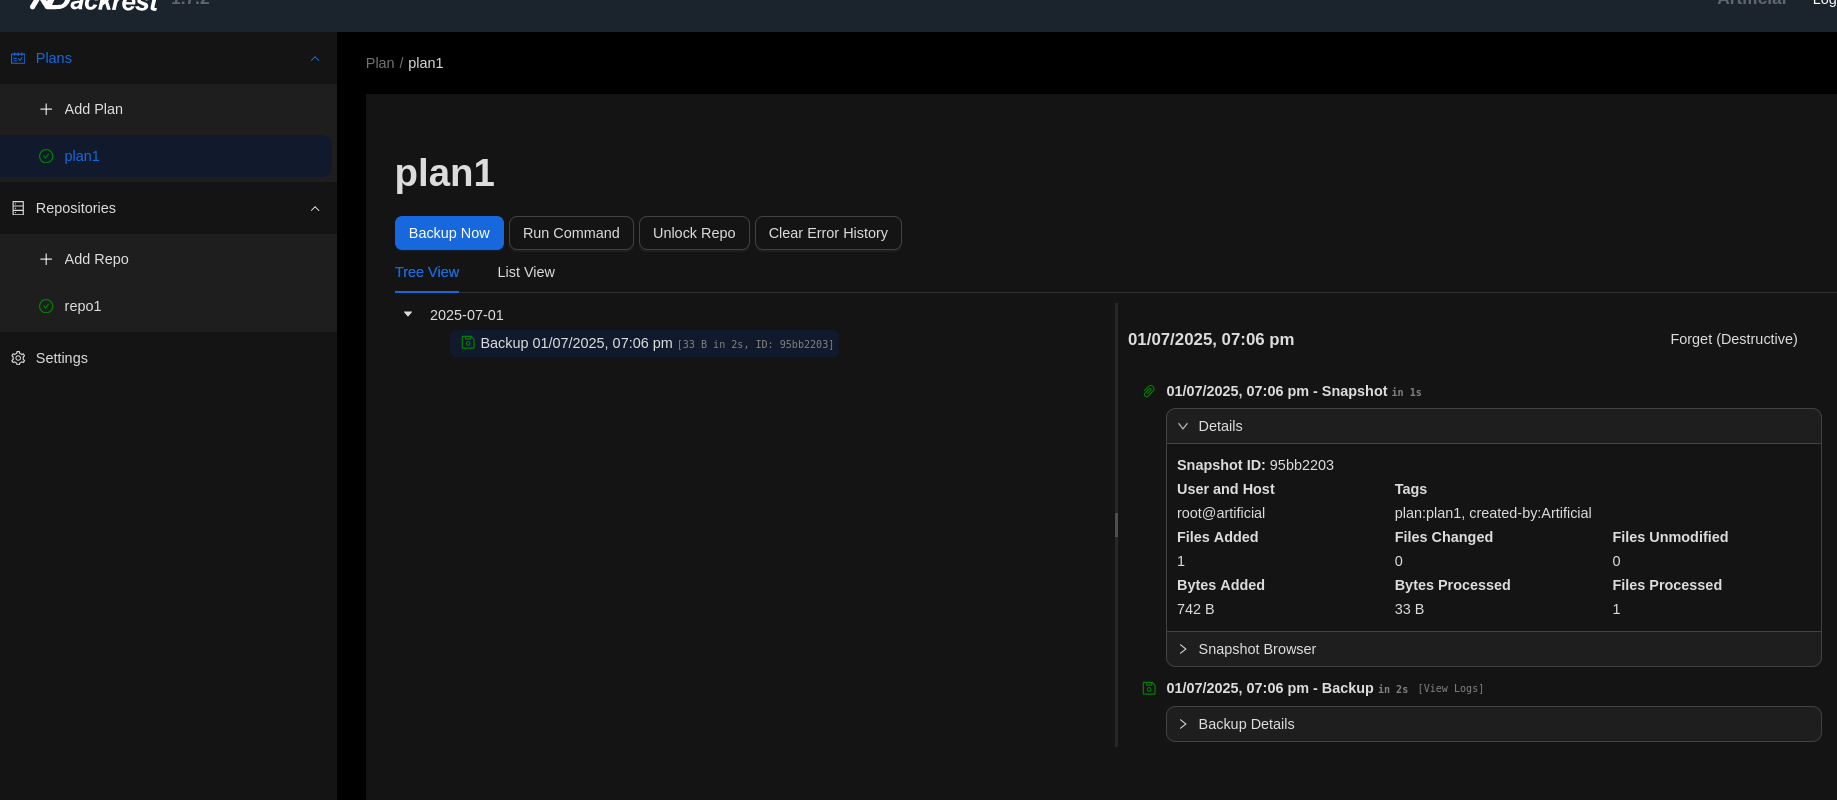 Backrest 1.7.2
Artificial Log
Plans
Add Plan
plan1
Repositories
Add Repo
repo1
Settings
Plan / plan1
plan1
Backup Now Run Command Unlock Repo Clear Error History
Tree View List View
2025-07-01
Backup 01/07/2025, 07:06 pm [33 B in 2s, ID: 95bb2203]
01/07/2025, 07:06 pm Forget (Destructive)
01/07/2025, 07:06 pm - Snapshot in 1s
Details
Snapshot ID: 95bb2203
User and Host Tags
root@artificial plan:plan1, created-by:Artificial
Files Added Files Changed Files Unmodified
1 0 0
Bytes Added Bytes Processed Files Processed
742 B 33 B 1
Snapshot Browser
01/07/2025, 07:06 pm - Backup in 2s [View Logs]
Backup Details